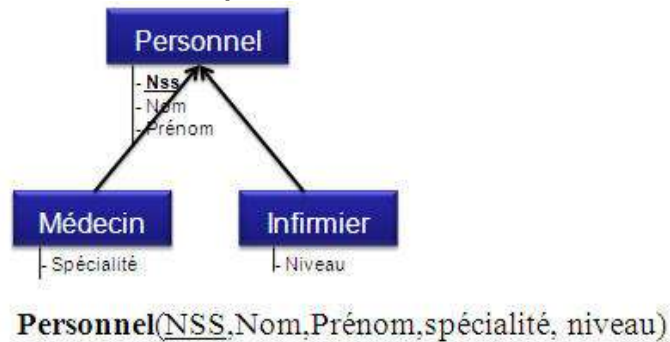 Personnel
- Nss
- Nom
- Prénom
Médecin
- Spécialité
Infirmier
- Niveau
Personnel(NSS,Nom,Prénom,spécialité, niveau)